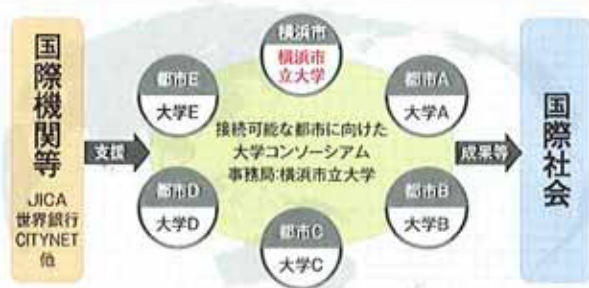 国際機関等
JICA
世界銀行
CITYNET
他
支援
横浜市
横浜市
立大学
都市E
大学E
都市A
大学A
接続可能な都市に向けた
大学コンソーシアム
事務局:横浜市立大学
都市D
大学D
都市B
大学B
都市C
大学C
成果等
国際社会